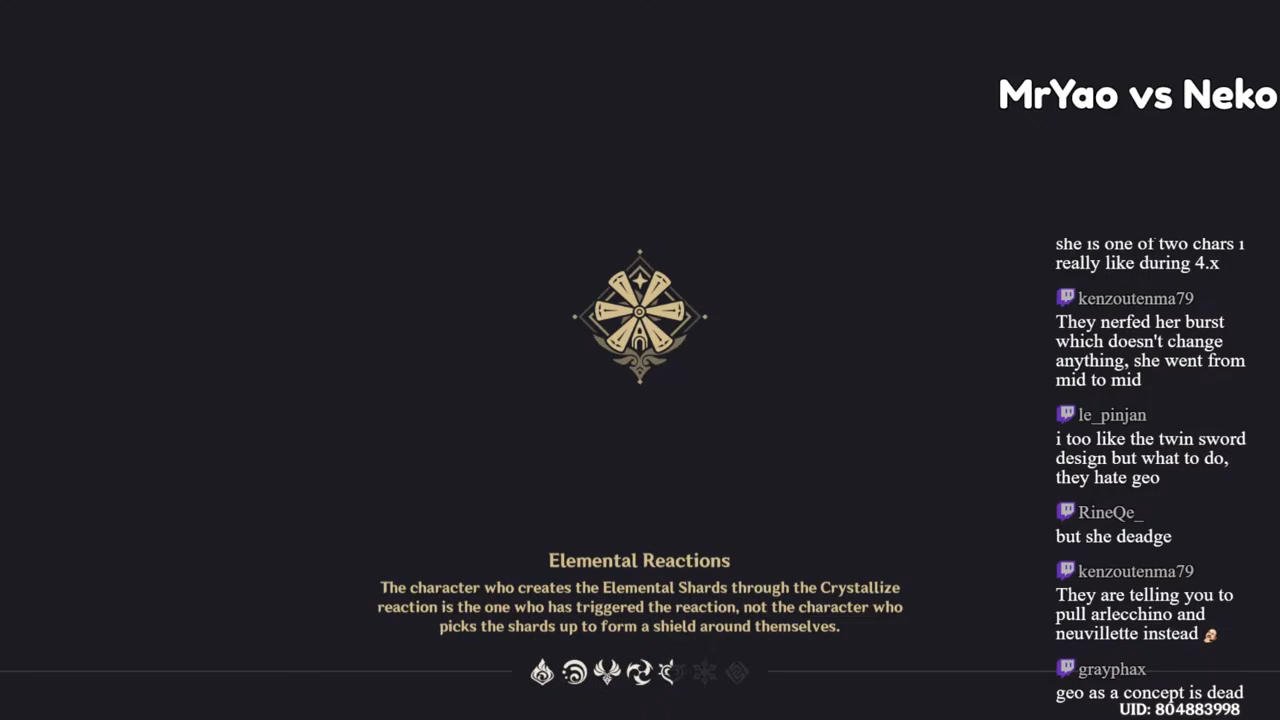 MrYao vs Neko
she is one of two chars i
really like during 4.x
kenzoutenma79
They nerfed her burst
which doesn't change
anything, she went from
mid to mid
le_pinjan
i too like the twin sword
design but what to do,
they hate geo
RineQe_
but she deadge
kenzoutenma79
They are telling you to
pull arlecchino and
neuvillette instead
grayphax
geo as a concept is dead
Elemental Reactions
The character who creates the Elemental Shards through the Crystallize
reaction is the one who has triggered the reaction, not the character who
picks the shards up to form a shield around themselves.
UID: 804883998